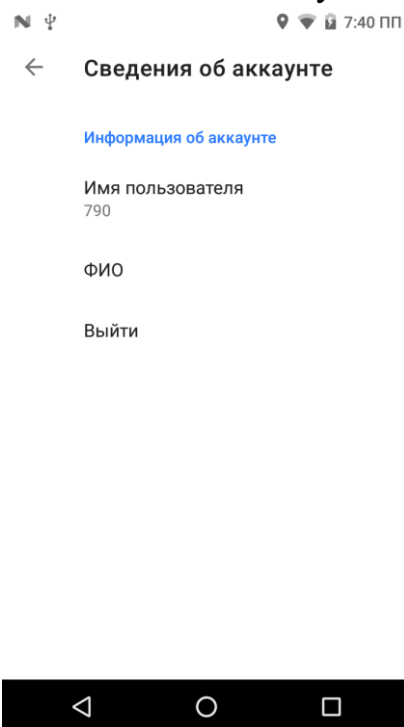 7:40 ПП
Сведения об аккаунте
Информация об аккаунте
Имя пользователя
790
ФИО
Выйти